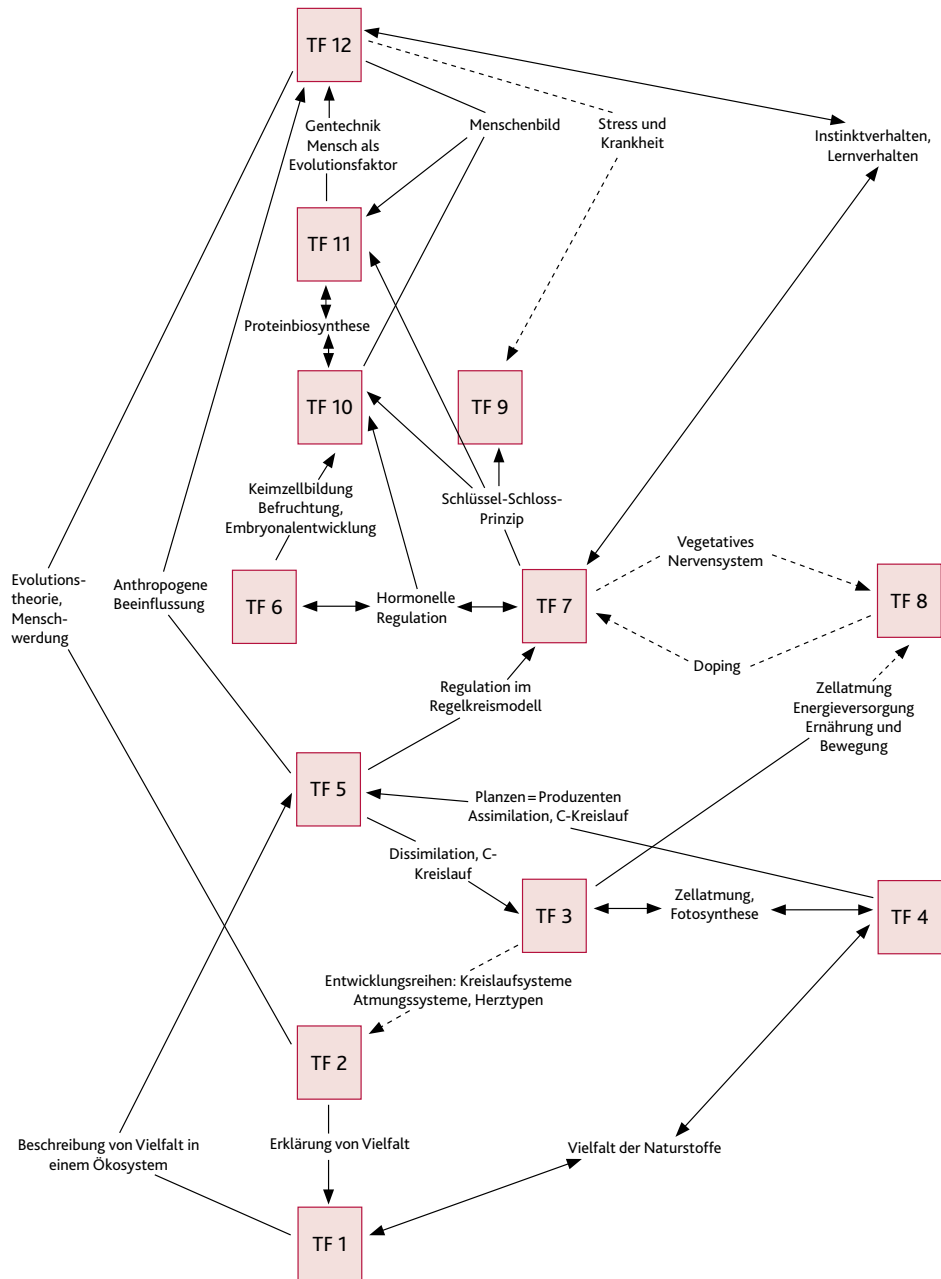 TF 12
Gentechnik
Mensch als
Evolutionsfaktor
Menschenbild
Stress und
Krankheit
Instinktverhalten,
Lernverhalten
TF 11
Proteinbiosynthese
TF 10
TF 9
Keimzellbildung
Befruchtung,
Embryonalentwicklung
Schlüssel-Schloss-
Prinzip
Vegetatives
Nervensystem
Evolutions-
theorie,
Mensch-
werdung
Anthropogene
Beeinflussung
TF 6
Hormonelle
Regulation
TF 7
TF 8
Doping
Regulation im
Regelkreismodell
Zellatmung
Energieversorgung
Ernährung und
Bewegung
TF 5
Planzen = Produzenten
Assimilation, C-Kreislauf
Dissimilation, C-
Kreislauf
TF 3
Zellatmung,
Fotosynthese
TF 4
Entwicklungsreihen: Kreislaufsysteme
Atmungssysteme, Herztypen
TF 2
Beschreibung von Vielfalt in
einem Ökosystem
Erklärung von Vielfalt
Vielfalt der Naturstoffe
TF 1